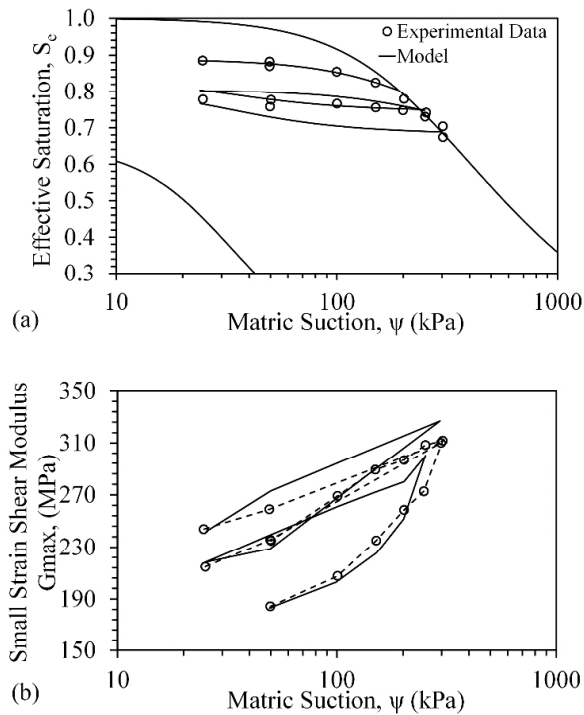 Effective Saturation, Se
1.0
0.9
0.8
0.7
0.6
0.5
0.4
0.3
Experimental Data
Model
10
100
1000
(a)
Matric Suction, ψ (kPa)
Small Strain Shear Modulus
Gmax, (MPa)
350
310
270
230
190
150
10
100
1000
(b)
Matric Suction, ψ (kPa)